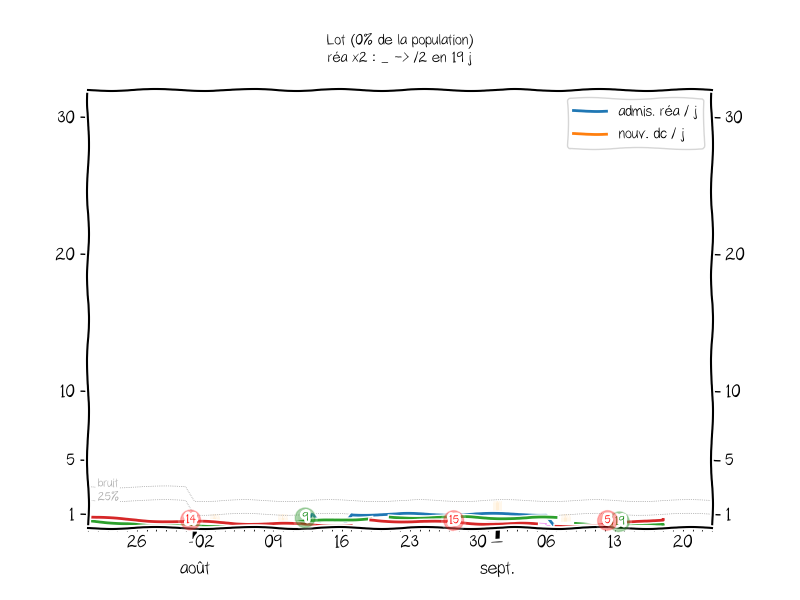 Lot (0% de la population)
réa x2 : _ -> /2 en 19 j
admis. réa / j
nouv. dc / j
30 30
20 20
10 10
5 5
bruit
25%
1 1
14 9 15 5 19
26 02 09 16 23 30 06 13 20
août sept.